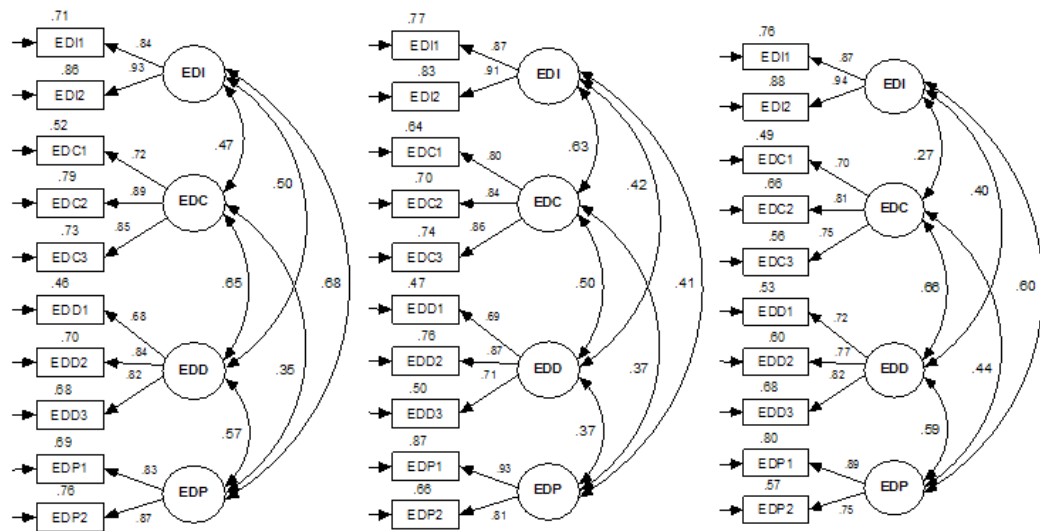 .71
EDI1
.84
.86
.93
EDI2
EDI
.52
EDC1
.72
.47
.79
EDC2
.89
EDC
.50
.73
EDC3
.85
.46
EDD1
.68
.65
.68
.70
EDD2
.84
EDD
.35
.68
.82
EDD3
.69
.57
EDP1
.83
.76
EDP
EDP2
.87
.77
EDI1
.87
.83
.91
EDI2
EDI
.64
EDC1
.80
.63
.70
EDC2
.84
EDC
.42
.74
EDC3
.86
.47
EDD1
.69
.50
.41
.76
EDD2
.87
EDD
.37
.50
.71
EDD3
.87
.37
EDP1
.93
.66
EDP
EDP2
.81
.76
EDI1
.87
.88
.94
EDI2
EDI
.49
EDC1
.70
.27
.66
EDC2
.81
EDC
.40
.56
EDC3
.75
.53
EDD1
.72
.66
.60
.60
EDD2
.77
EDD
.44
.68
.82
EDD3
.80
.59
EDP1
.89
.57
EDP
EDP2
.75